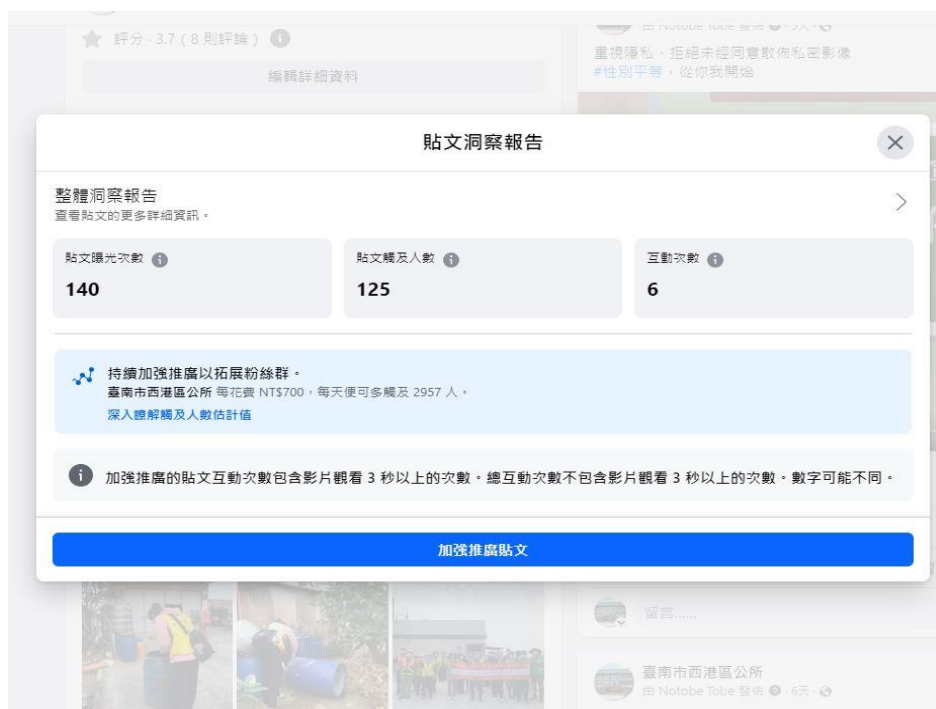 評分 · 3.7 ( 8 則評論 )
編輯詳細資料
由 Notobe Tobe 發佈 · 5天 ·
重視隱私、拒絕未經同意散佈私密影像
#性別平等，從你我開始
貼文洞察報告
整體洞察報告
查看貼文的更多詳細資訊。
貼文曝光次數
140
貼文觸及人數
125
互動次數
6
持續加強推廣以拓展粉絲群。
臺南市西港區公所 每花費 NT$700，每天便可多觸及 2957 人。
深入瞭解觸及人數估計值
加強推廣的貼文互動次數包含影片觀看 3 秒以上的次數。總互動次數不包含影片觀看 3 秒以上的次數。數字可能不同。
加強推廣貼文
留言......
臺南市西港區公所
由 Notobe Tobe 發佈 · 6天 ·